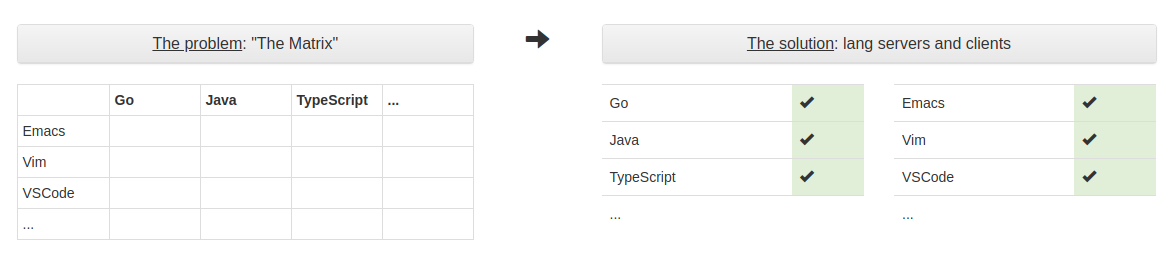 The problem: "The Matrix"
Go Java TypeScript ...
Emacs
Vim
VSCode
...
The solution: lang servers and clients
Go
Java
TypeScript
...
Emacs
Vim
VSCode
...